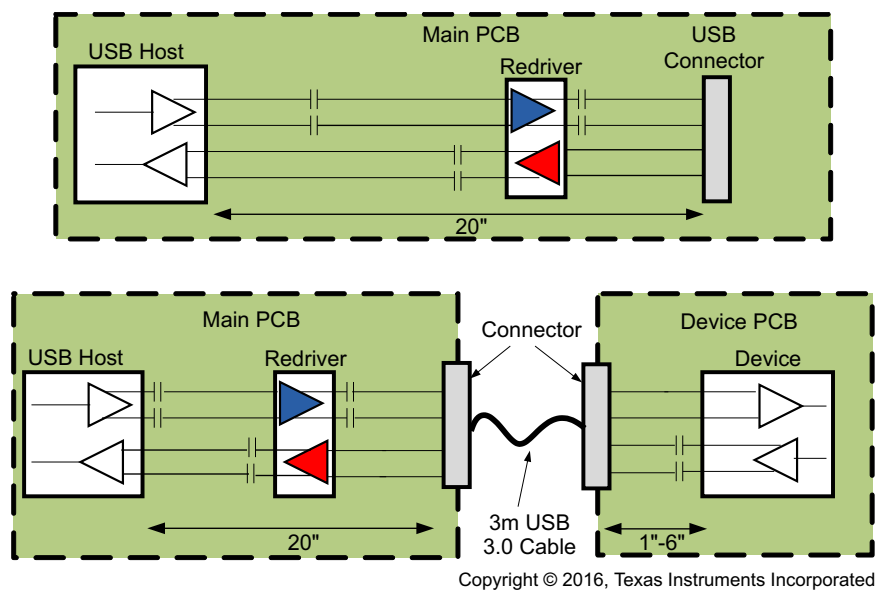 Main PCB
USB
Connector
USB Host
Redriver
20"
Main PCB
USB Host
Redriver
20"
Connector
3m USB
3.0 Cable
Device PCB
Device
1"-6"
Copyright © 2016, Texas Instruments Incorporated